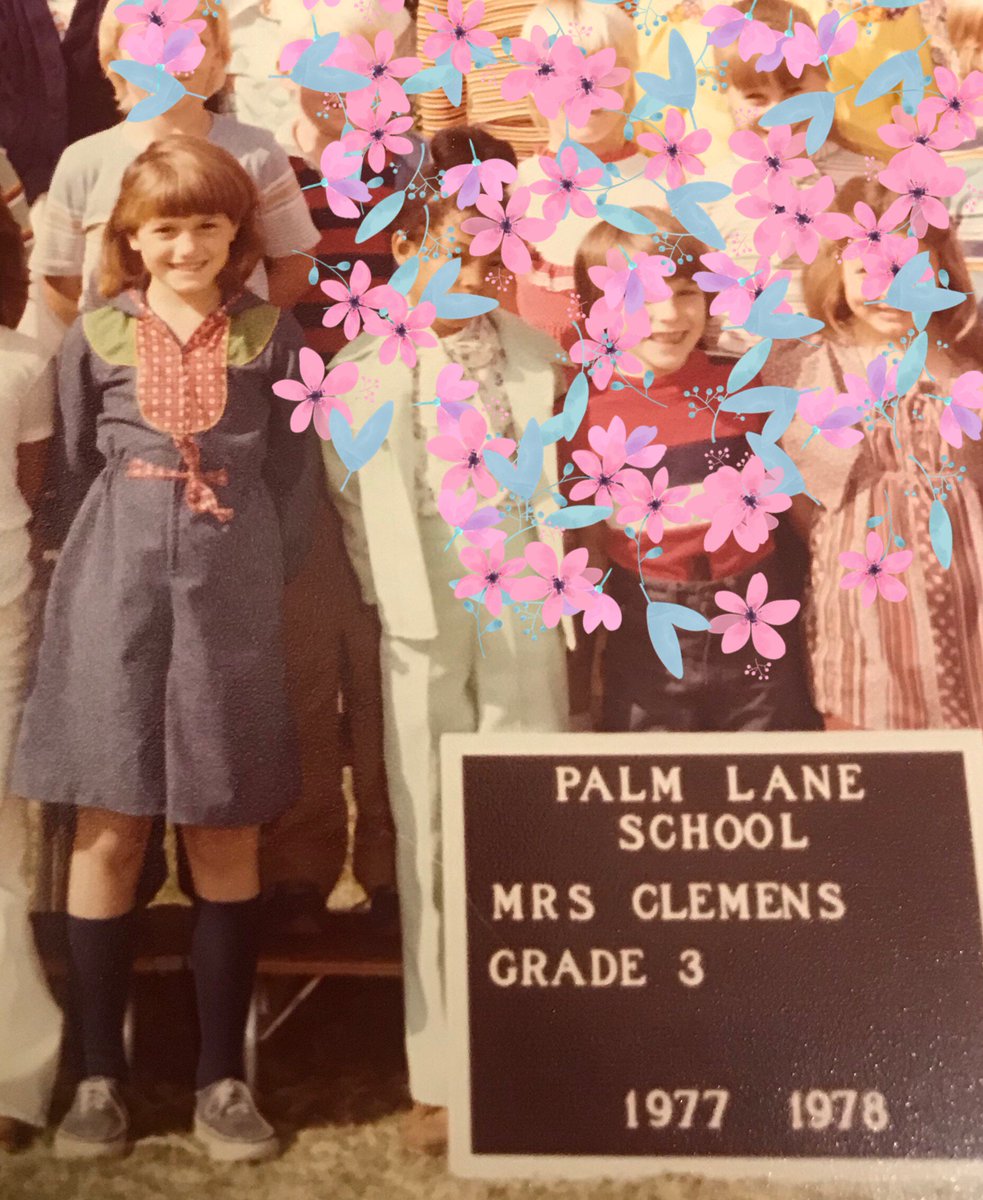 PALM LANE
SCHOOL
MRS CLEMENS
GRADE 3
1977 1978